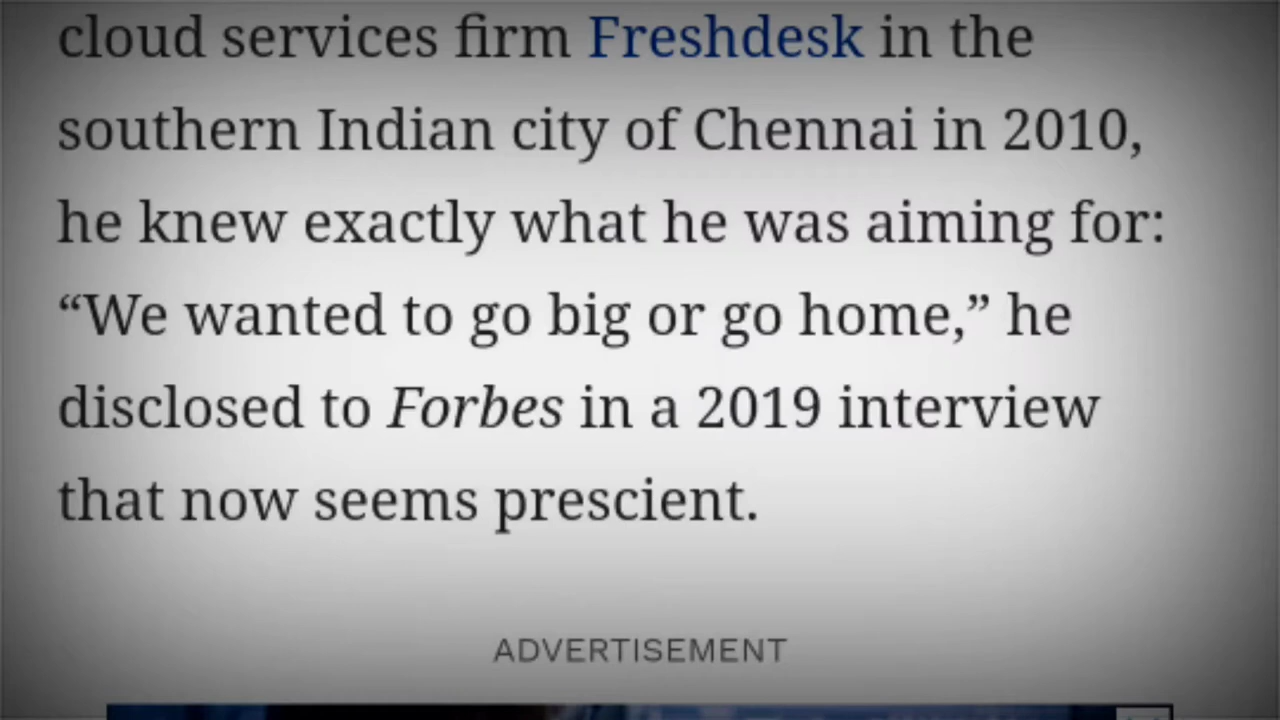 cloud services firm Freshdesk in the
southern Indian city of Chennai in 2010,
he knew exactly what he was aiming for:
“We wanted to go big or go home,” he
disclosed to Forbes in a 2019 interview
that now seems prescient.
ADVERTISEMENT